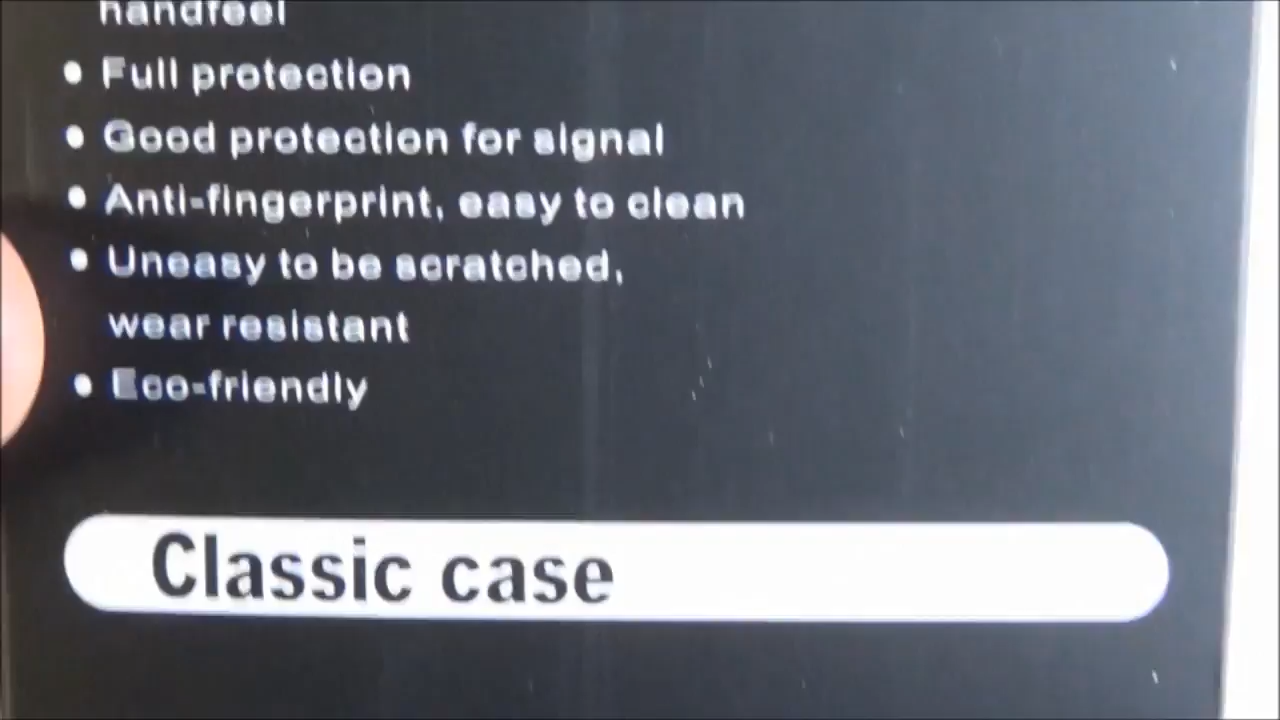 handfeel
• Full protection
• Good protection for signal
• Anti-fingerprint, easy to clean
• Uneasy to be scratched,
wear resistant
• Eco-friendly
Classic case